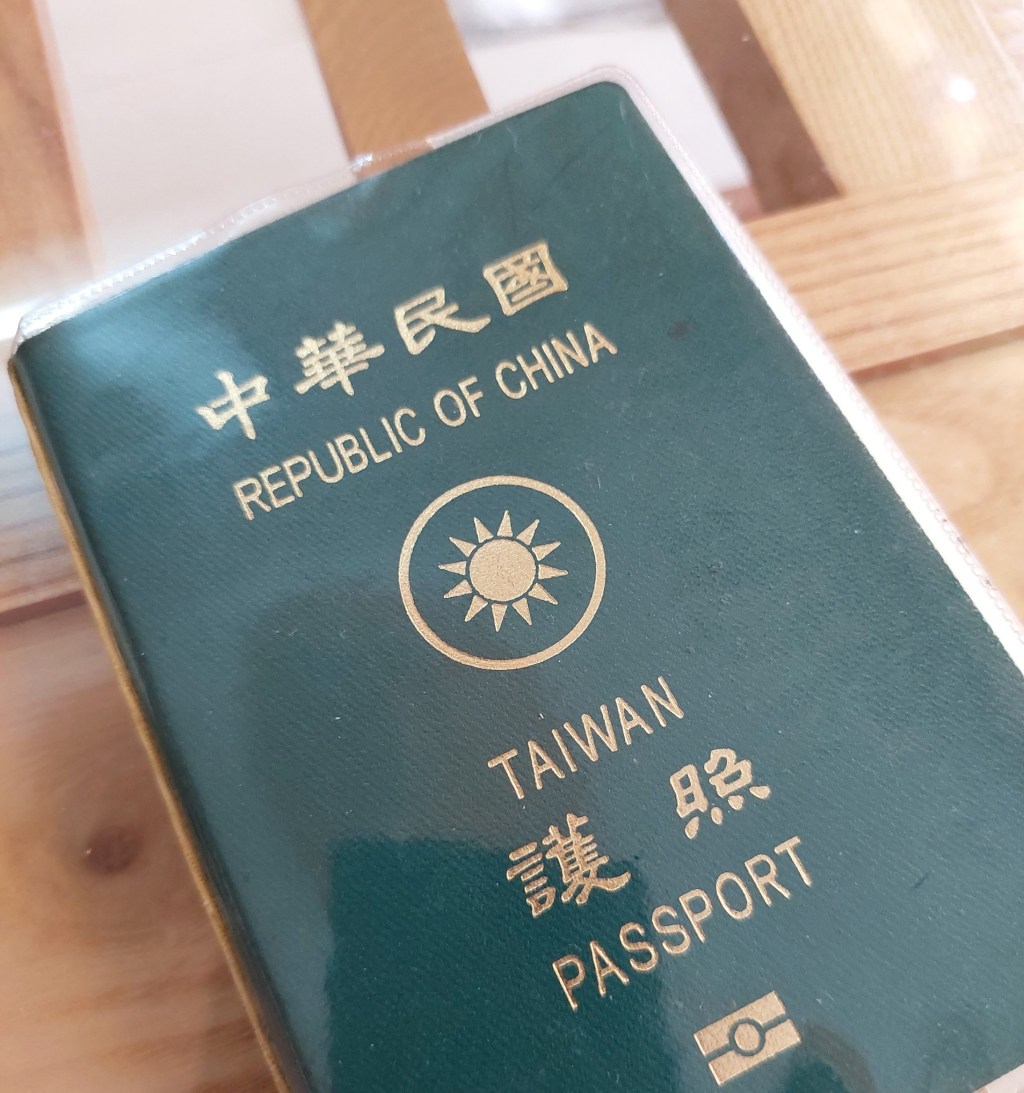 中華民國
REPUBLIC OF CHINA
TAIWAN
護照
PASSPORT